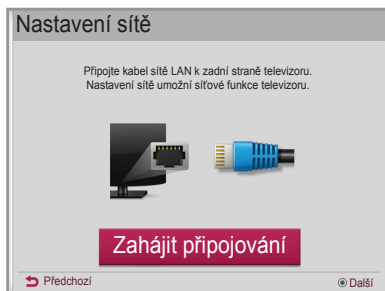 Nastavení sítě
Připojte kabel sítě LAN k zadní straně televizoru.
Nastavení sítě umožní síťové funkce televizoru.
Zahájit připojování
Předchozí
Další